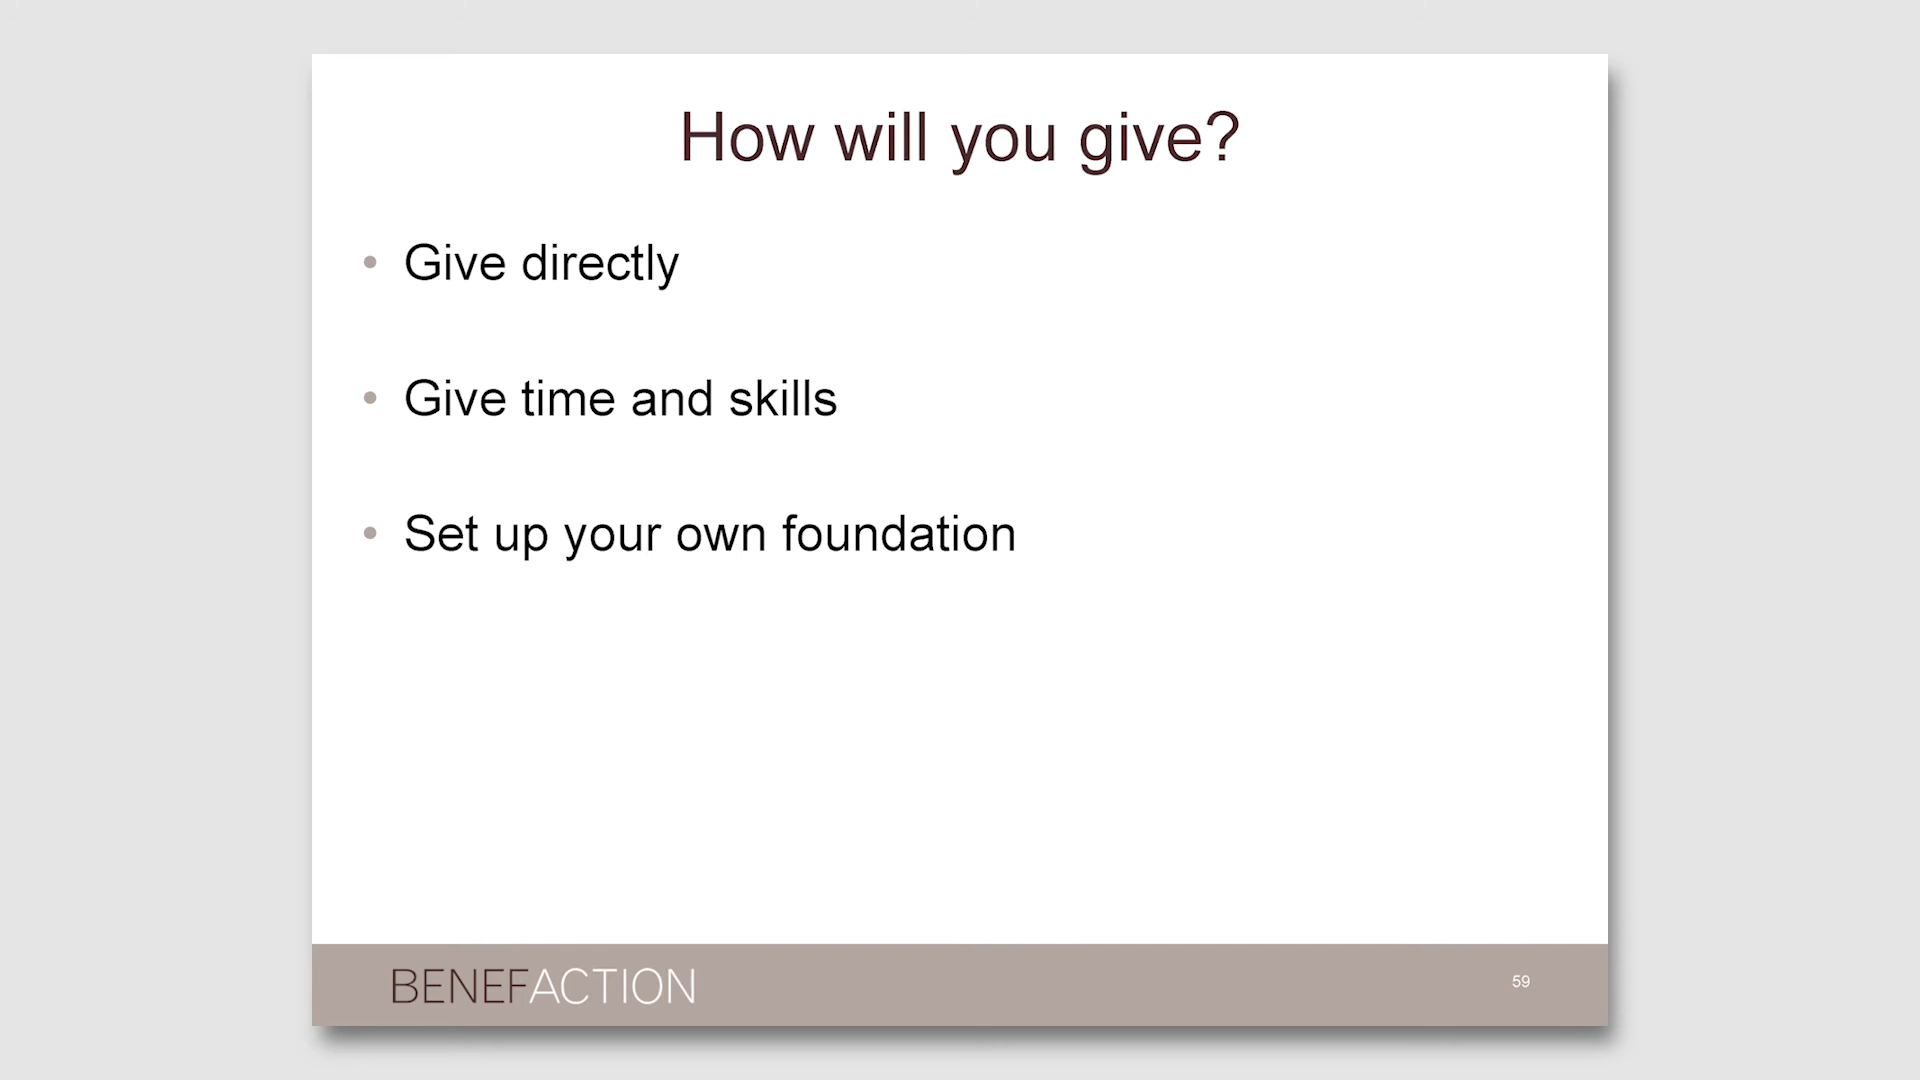 How will you give?
• Give directly
• Give time and skills
• Set up your own foundation
BENEFACTION
59